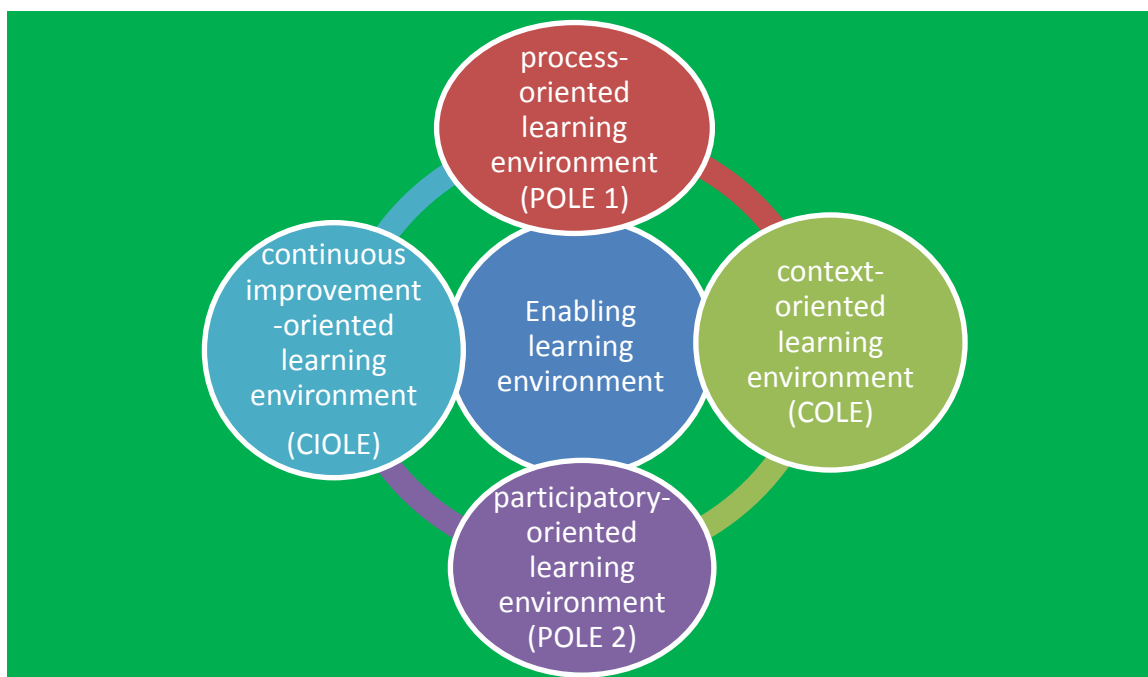 process-
oriented
learning
environment
(POLE 1)
continuous
improvement
-oriented
learning
environment
(CIOLE)
Enabling
learning
environment
context-
oriented
learning
environment
(COLE)
participatory-
oriented
learning
environment
(POLE 2)